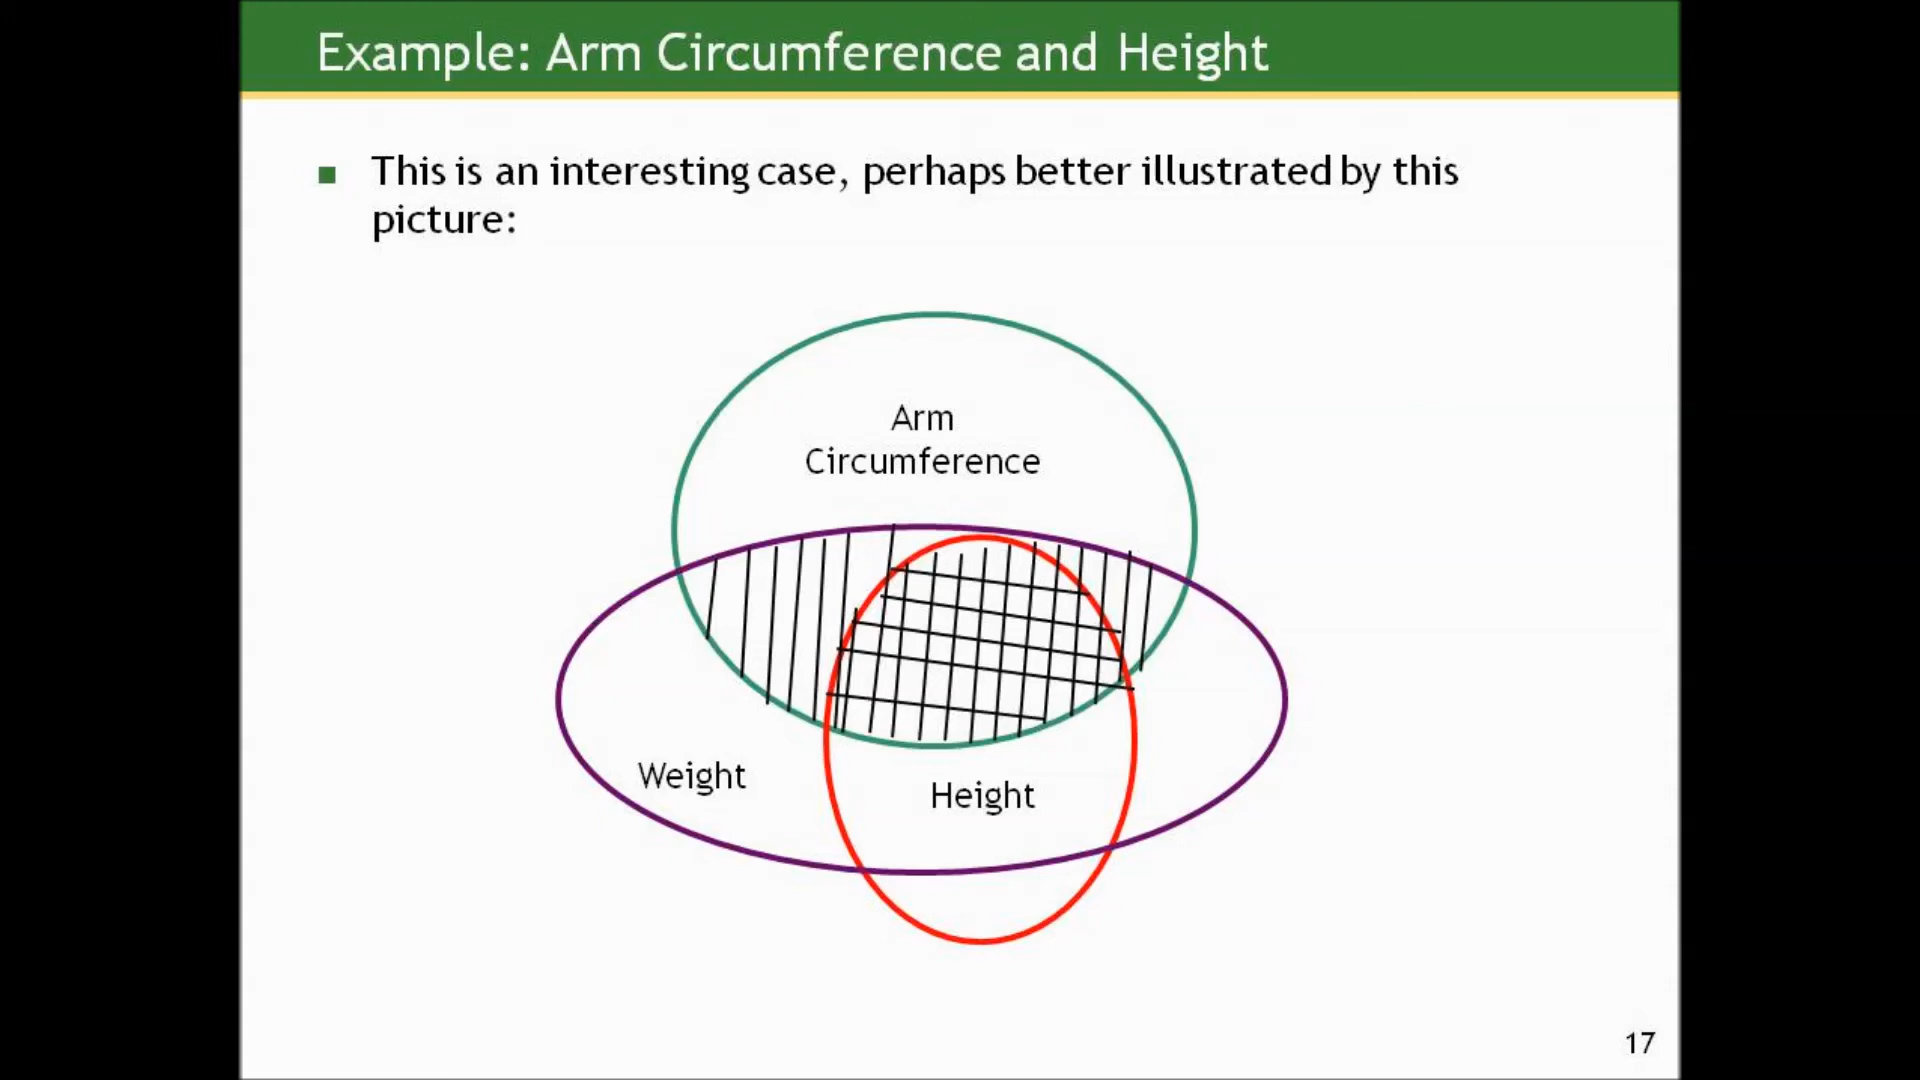 Example: Arm Circumference and Height
This is an interesting case, perhaps better illustrated by this
picture:
Arm
Circumference
Weight
Height
17